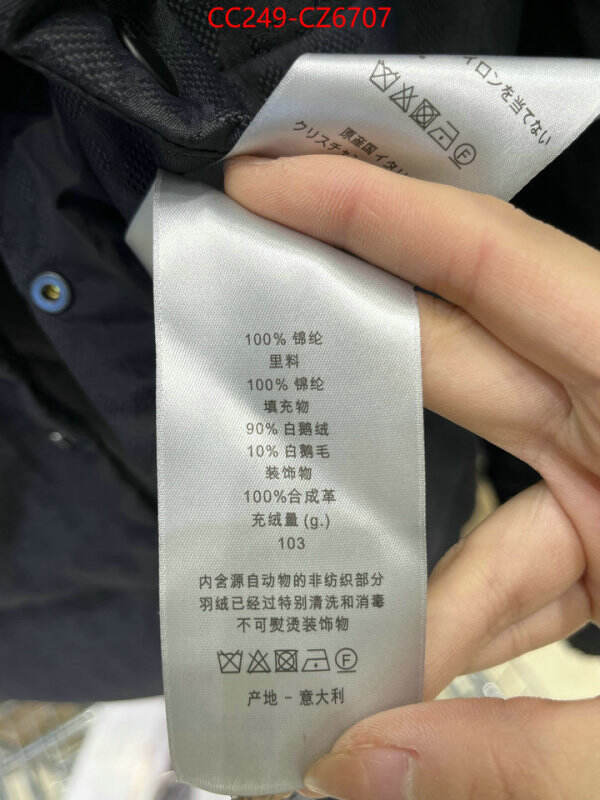 CC249-CZ6707
イロンを当てない
原産国イタリ
クリスチャ
100% 锦纶
里料
100% 锦纶
填充物
90% 白鹅绒
10% 白鹅毛
装饰物
100%合成革
充绒量 (g.)
103
内含源自动物的非纺织部分
羽绒已经过特别清洗和消毒
不可熨烫装饰物
F
产地 - 意大利